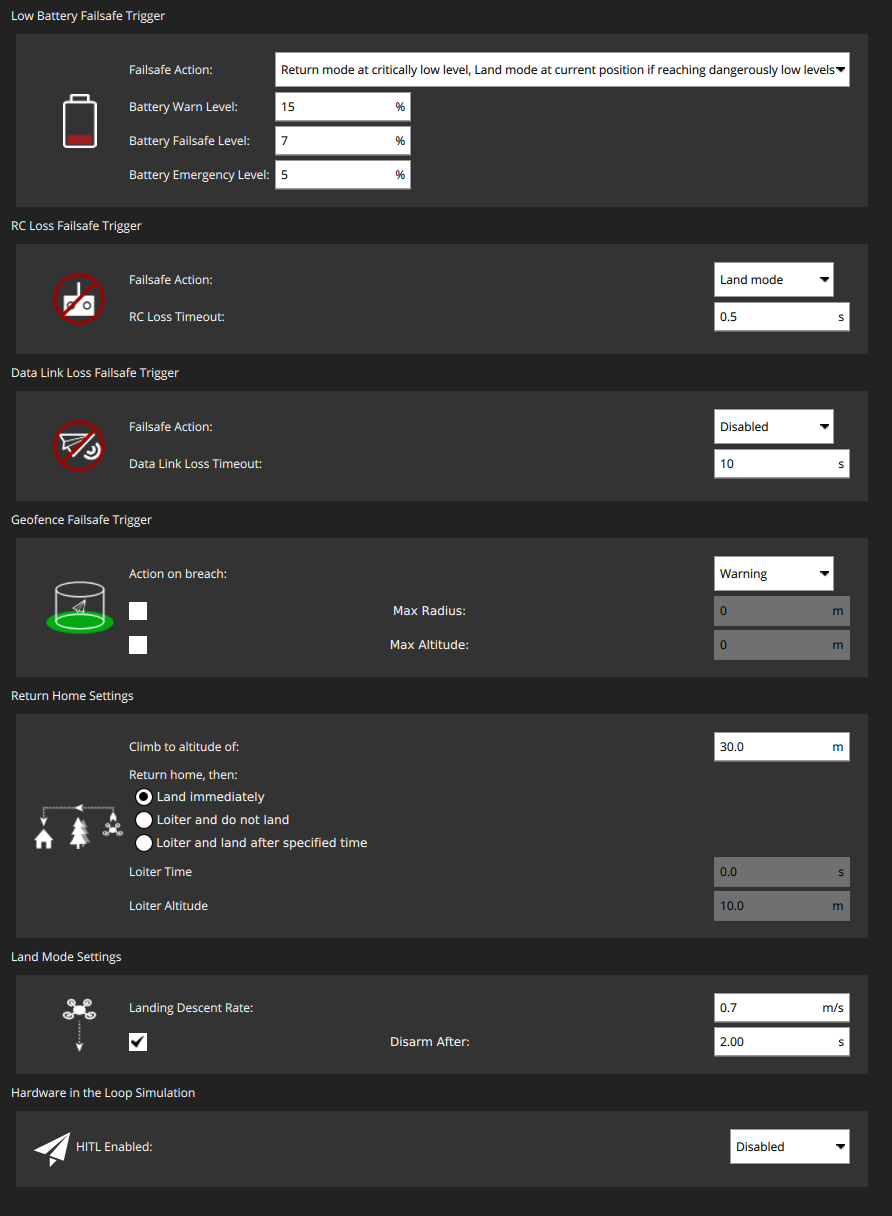 Low Battery Failsafe Trigger
Failsafe Action: Return mode at critically low level, Land mode at current position if reaching dangerously low levels
Battery Warn Level: 15 %
Battery Failsafe Level: 7 %
Battery Emergency Level: 5 %
RC Loss Failsafe Trigger
Failsafe Action: Land mode
RC Loss Timeout: 0.5 s
Data Link Loss Failsafe Trigger
Failsafe Action: Disabled
Data Link Loss Timeout: 10 s
Geofence Failsafe Trigger
Action on breach: Warning
Max Radius: 0 m
Max Altitude: 0 m
Return Home Settings
Climb to altitude of: 30.0 m
Return home, then:
Land immediately
Loiter and do not land
Loiter and land after specified time
Loiter Time 0.0 s
Loiter Altitude 10.0 m
Land Mode Settings
Landing Descent Rate: 0.7 m/s
Disarm After: 2.00 s
Hardware in the Loop Simulation
HITL Enabled: Disabled